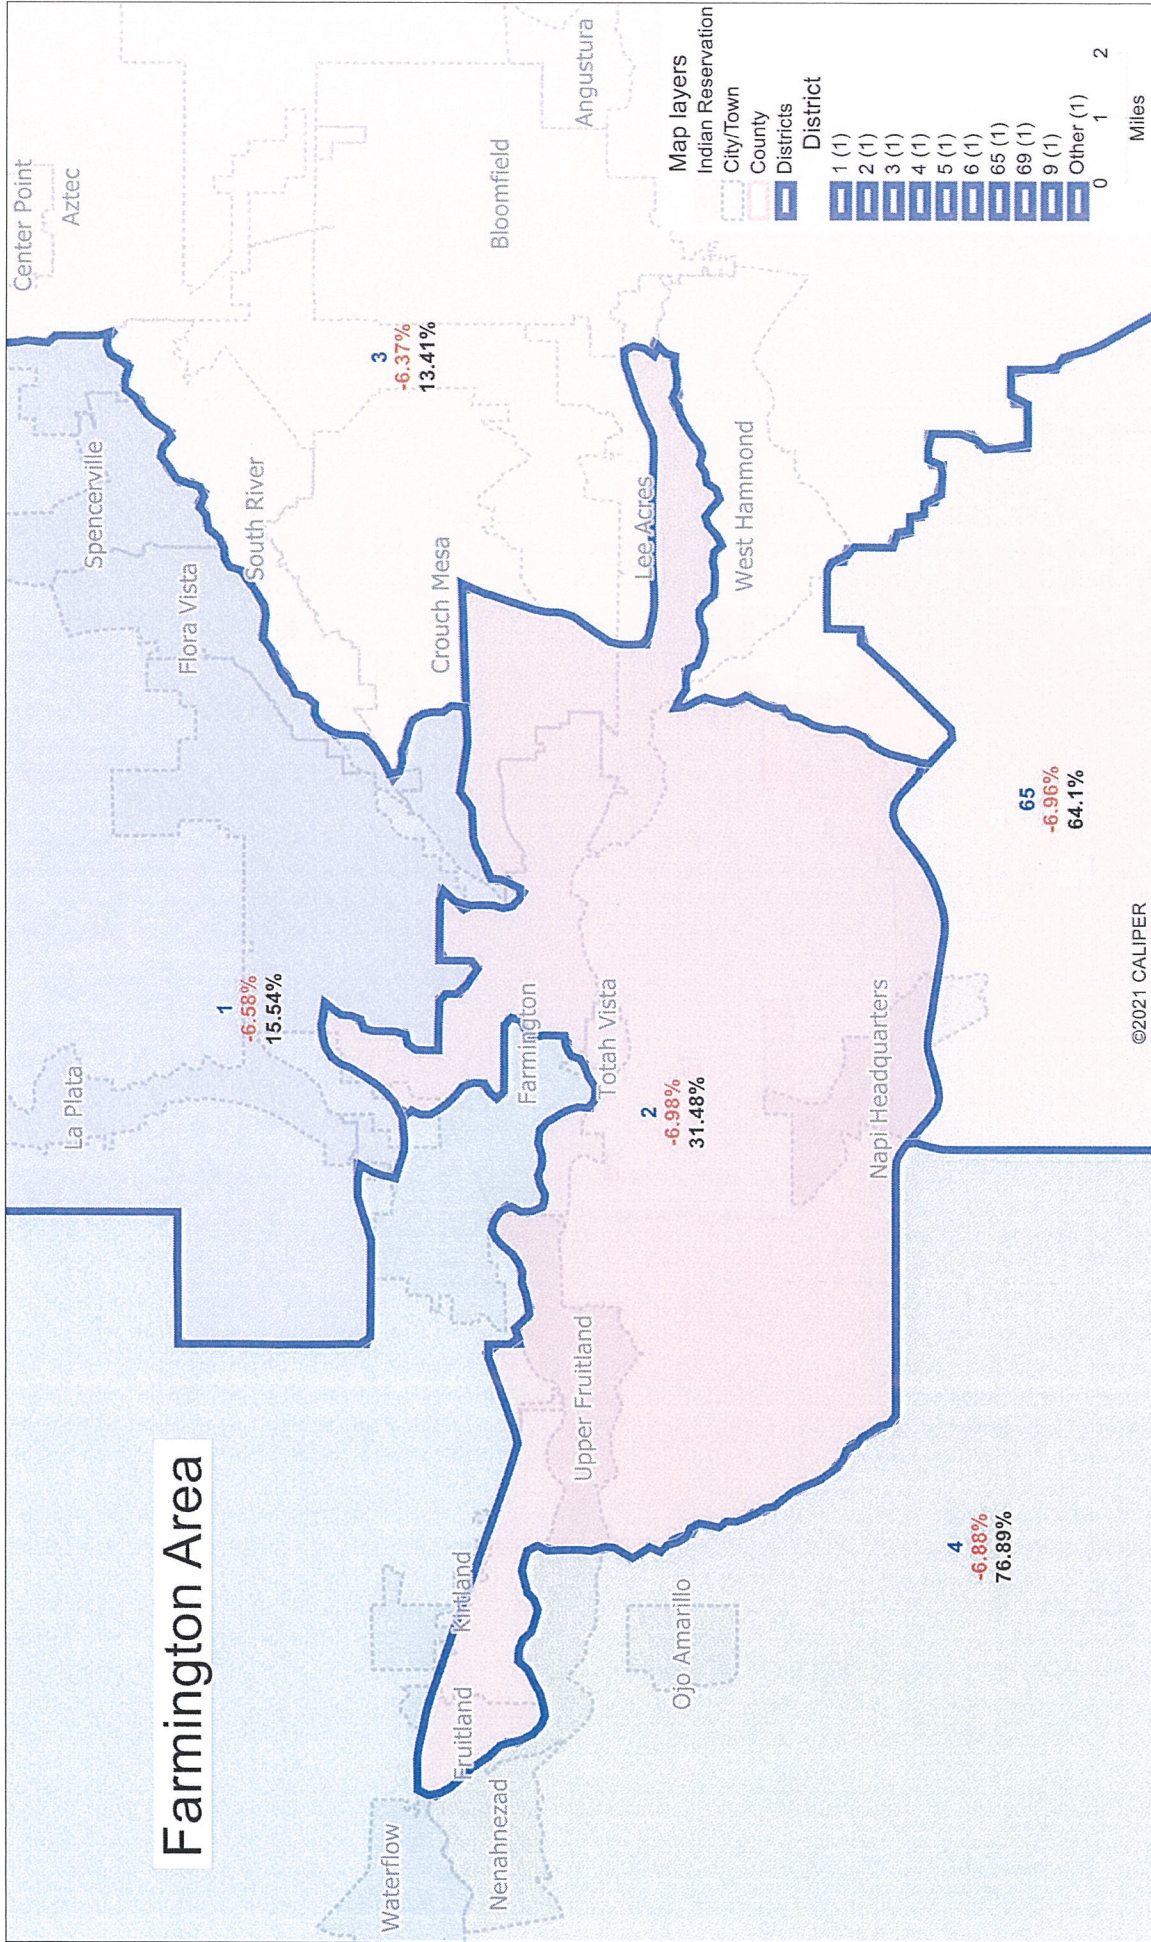 Farmington Area
Center Point
Aztec
La Plata
Spencerville
Flora Vista
South River
1
-6.58%
15.54%
3
-6.37%
13.41%
Bloomfield
Angustura
Crouch Mesa
Waterflow
Fruitland
Kirtland
Nenahnezad
Farmington
Totah Vista
Lee Acres
Upper Fruitland
2
-6.98%
31.48%
West Hammond
Ojo Amarillo
Napi Headquarters
4
-6.88%
76.89%
65
-6.96%
64.1%
Map layers
Indian Reservation
City/Town
County
Districts
District
1 (1)
2 (1)
3 (1)
4 (1)
5 (1)
6 (1)
65 (1)
69 (1)
9 (1)
Other (1)
0 1 2
Miles
©2021 CALIPER